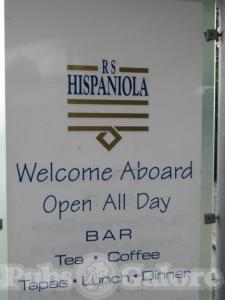 RS
HISPANIOLA
Welcome Aboard
Open All Day
BAR
Tea • Coffee
Tapas • Lunch • Dinner